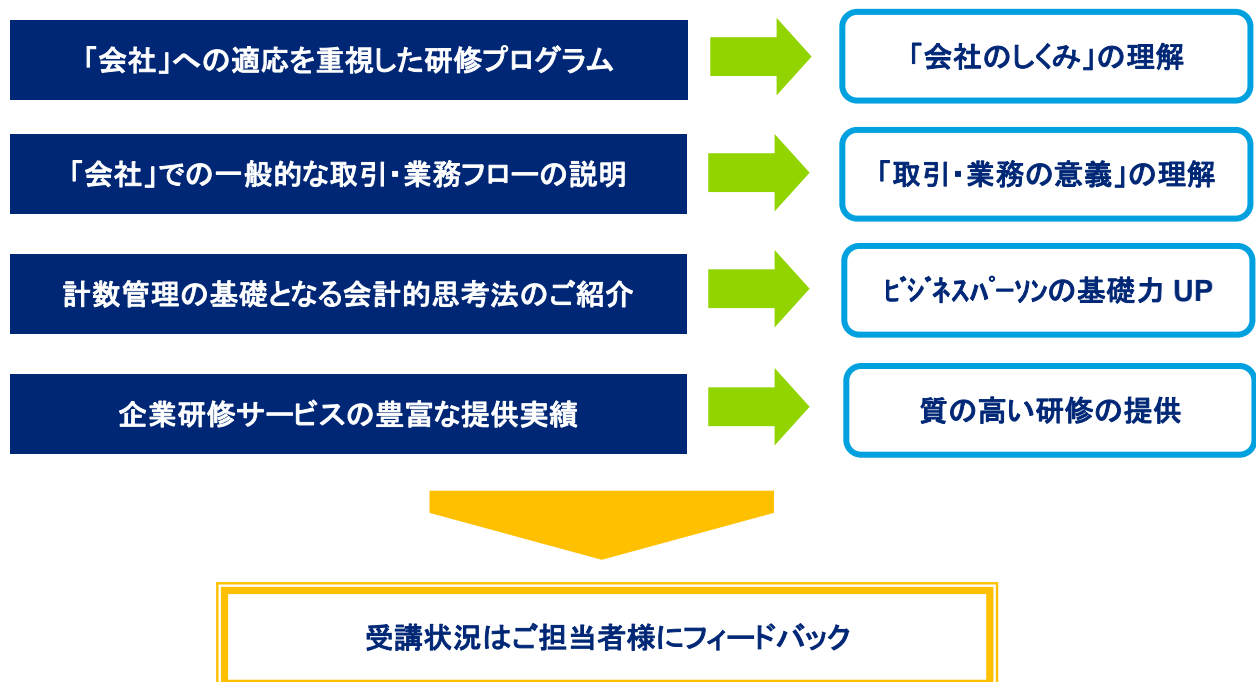 「会社」への適応を重視した研修プログラム
「会社のしくみ」の理解
「会社」での一般的な取引・業務フローの説明
「取引・業務の意義」の理解
計数管理の基礎となる会計的思考法のご紹介
ﾋﾞｼﾞﾈｽﾊﾟｰｿﾝの基礎力 UP
企業研修サービスの豊富な提供実績
質の高い研修の提供
受講状況はご担当者様にフィードバック